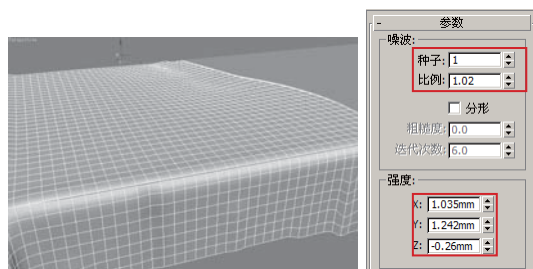 - 参数
噪波:
种子: 1
比例: 1.02
分形
粗糙度: 0.0
迭代次数: 6.0
强度:
X: 1.035mm
Y: 1.242mm
Z: -0.26mm